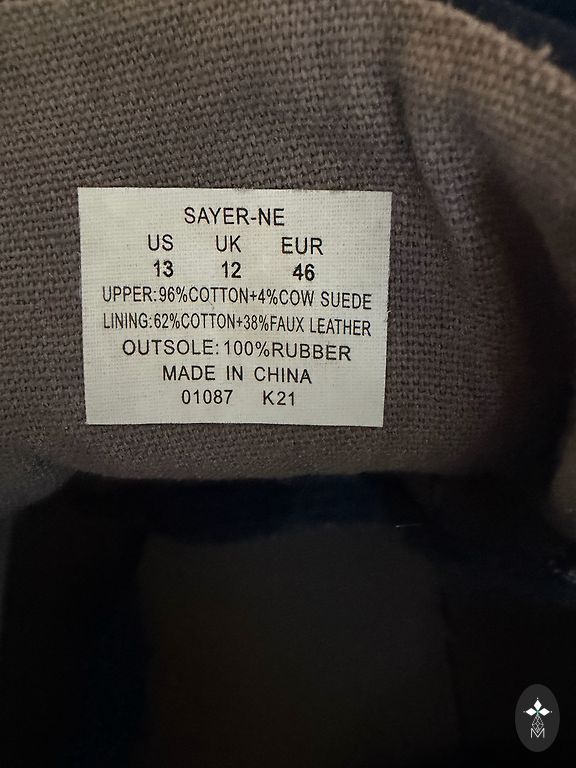 SAYER-NE
US UK EUR
13 12 46
UPPER:96%COTTON+4%COW SUEDE
LINING:62%COTTON+38%FAUX LEATHER
OUTSOLE:100%RUBBER
MADE IN CHINA
01087 K21
M